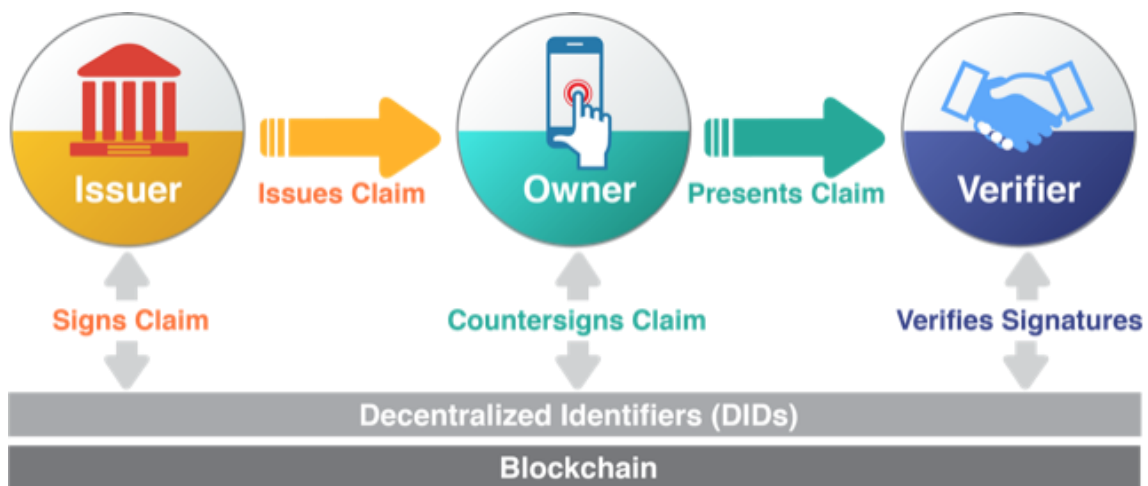 Issuer
Issues Claim
Owner
Presents Claim
Verifier
Signs Claim
Countersigns Claim
Verifies Signatures
Decentralized Identifiers (DIDs)
Blockchain